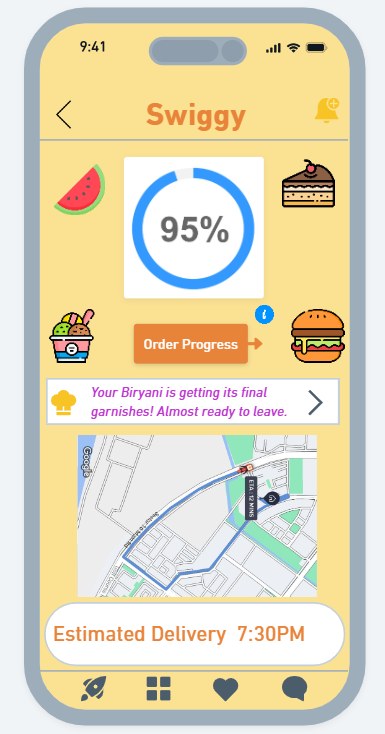 9:41
Swiggy
95%
i
Order Progress
Your Biryani is getting its final
garnishes! Almost ready to leave.
Google
ETA: 12 MINS
Estimated Delivery 7:30PM